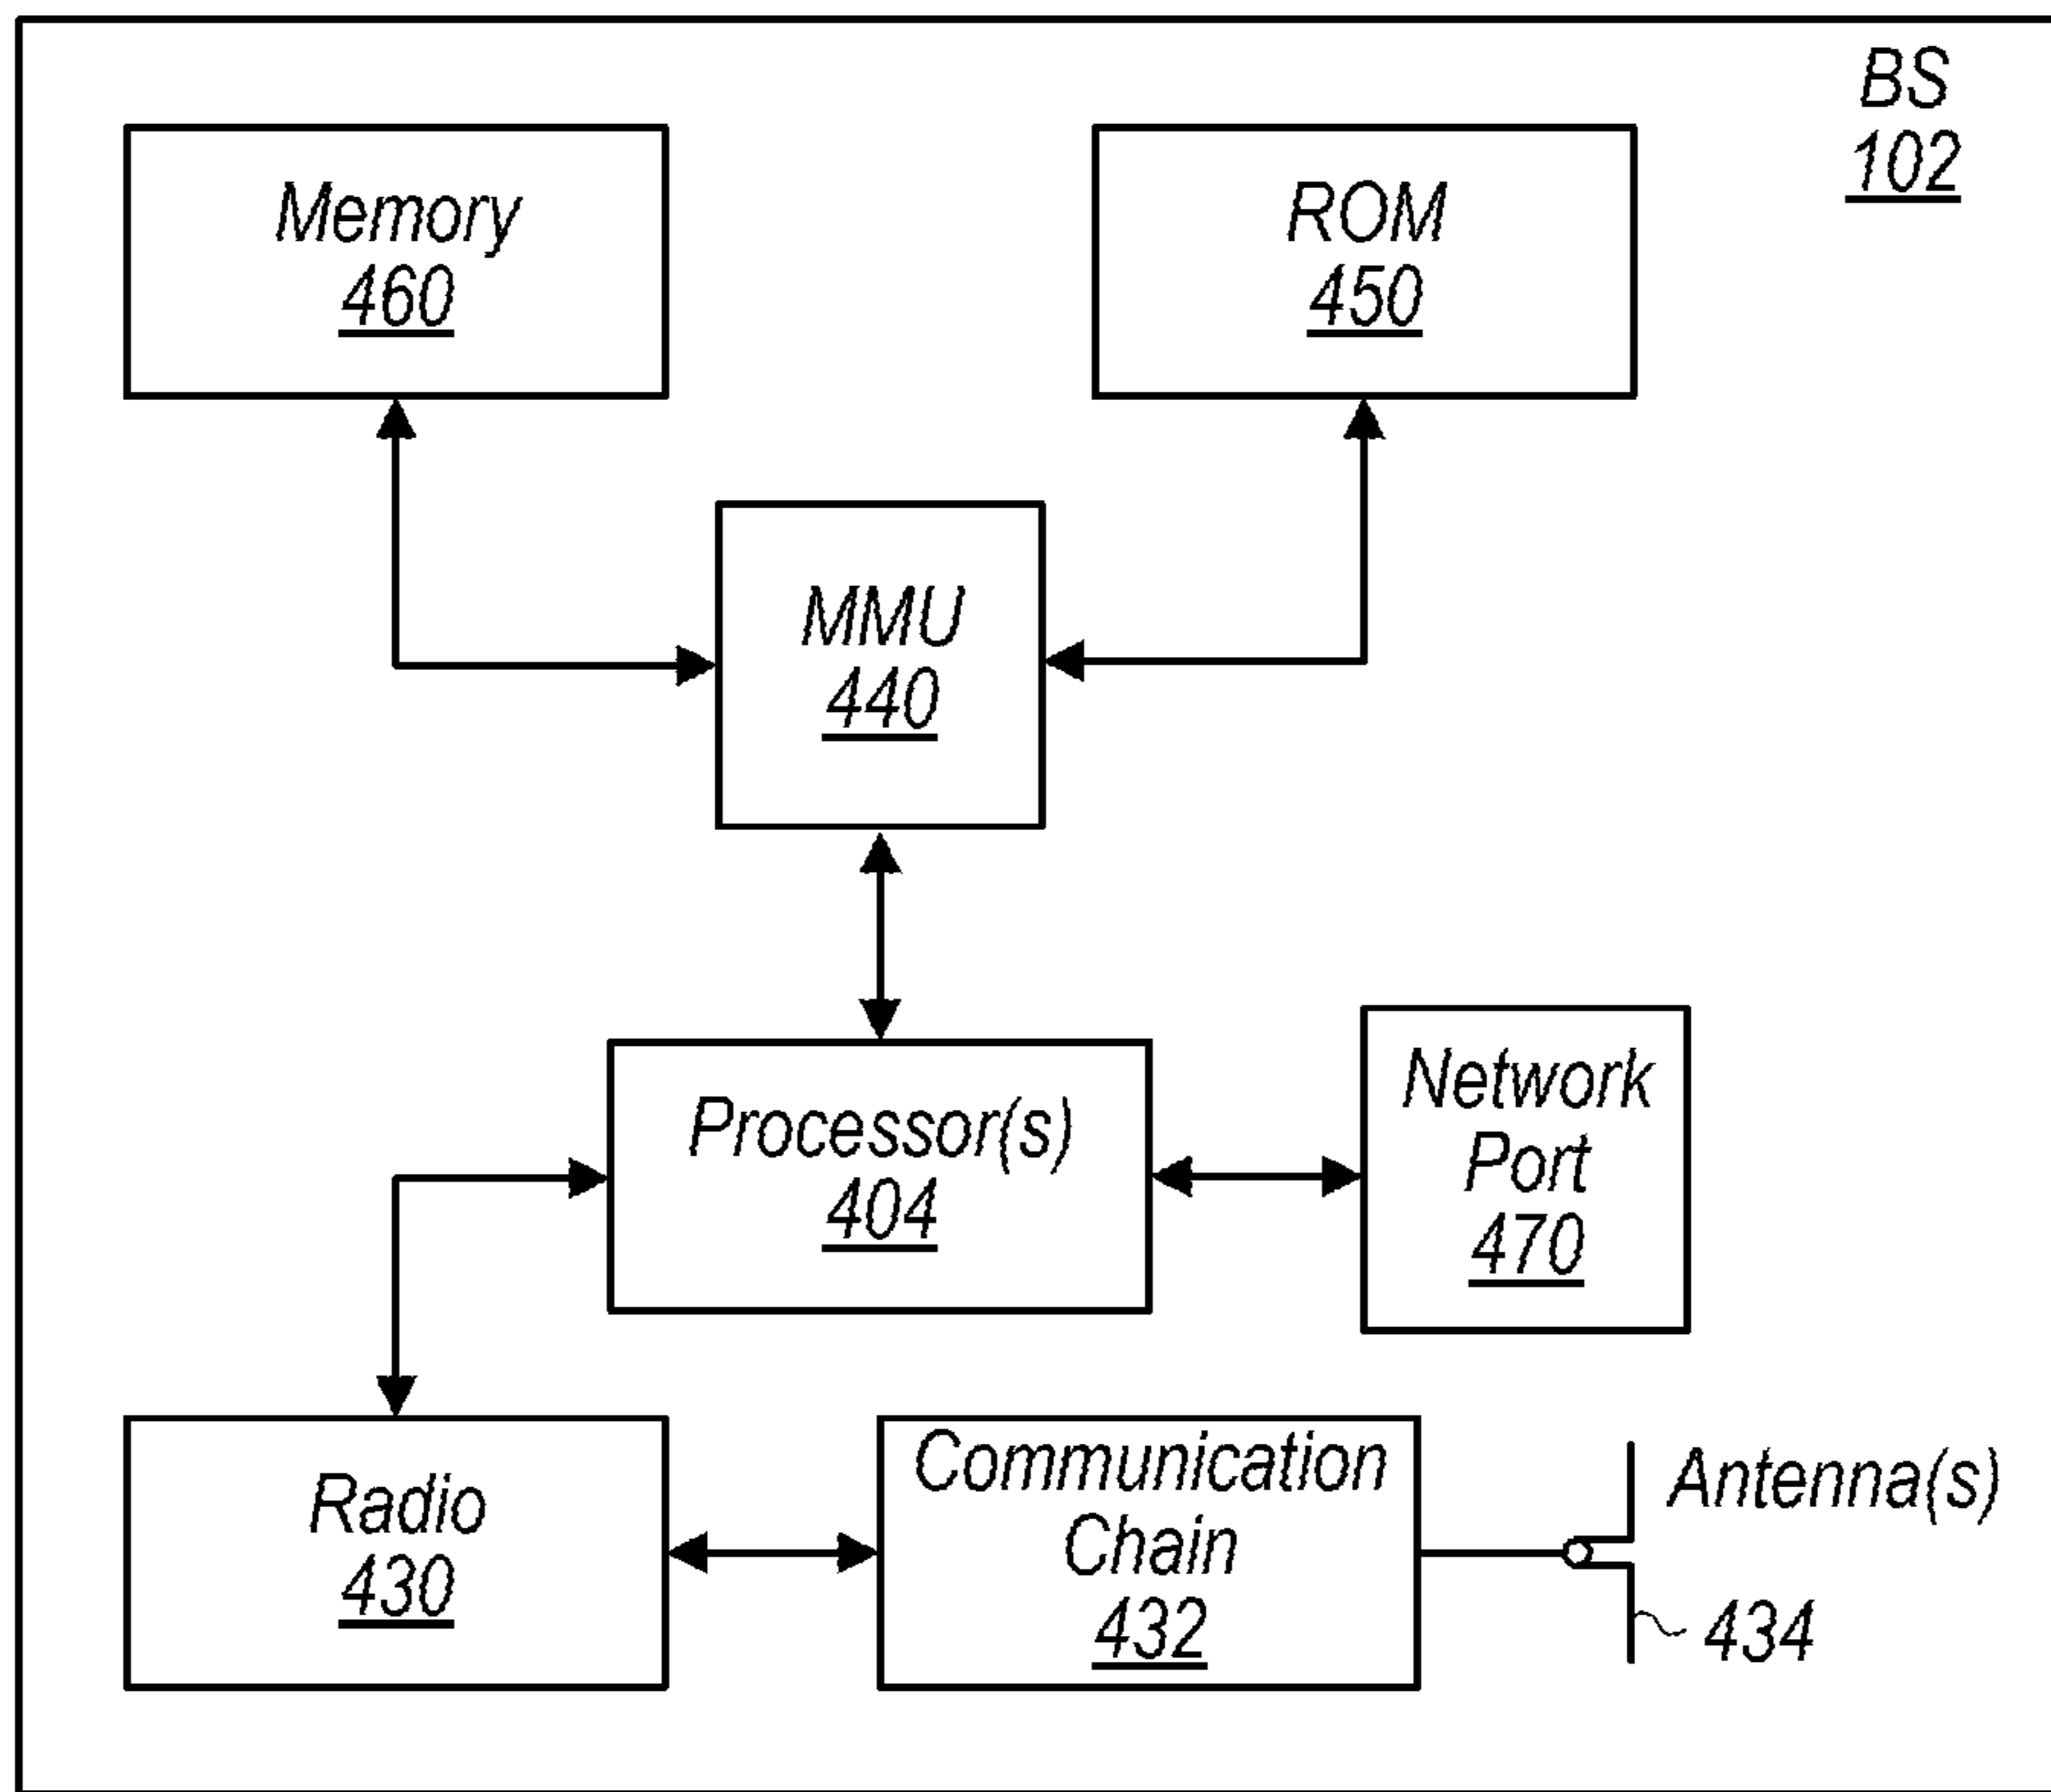 BS
102
Memory
460
ROM
450
MMU
440
Processor(s)
404
Network
Port
470
Radio
430
Communication
Chain
432
Antenna(s)
434